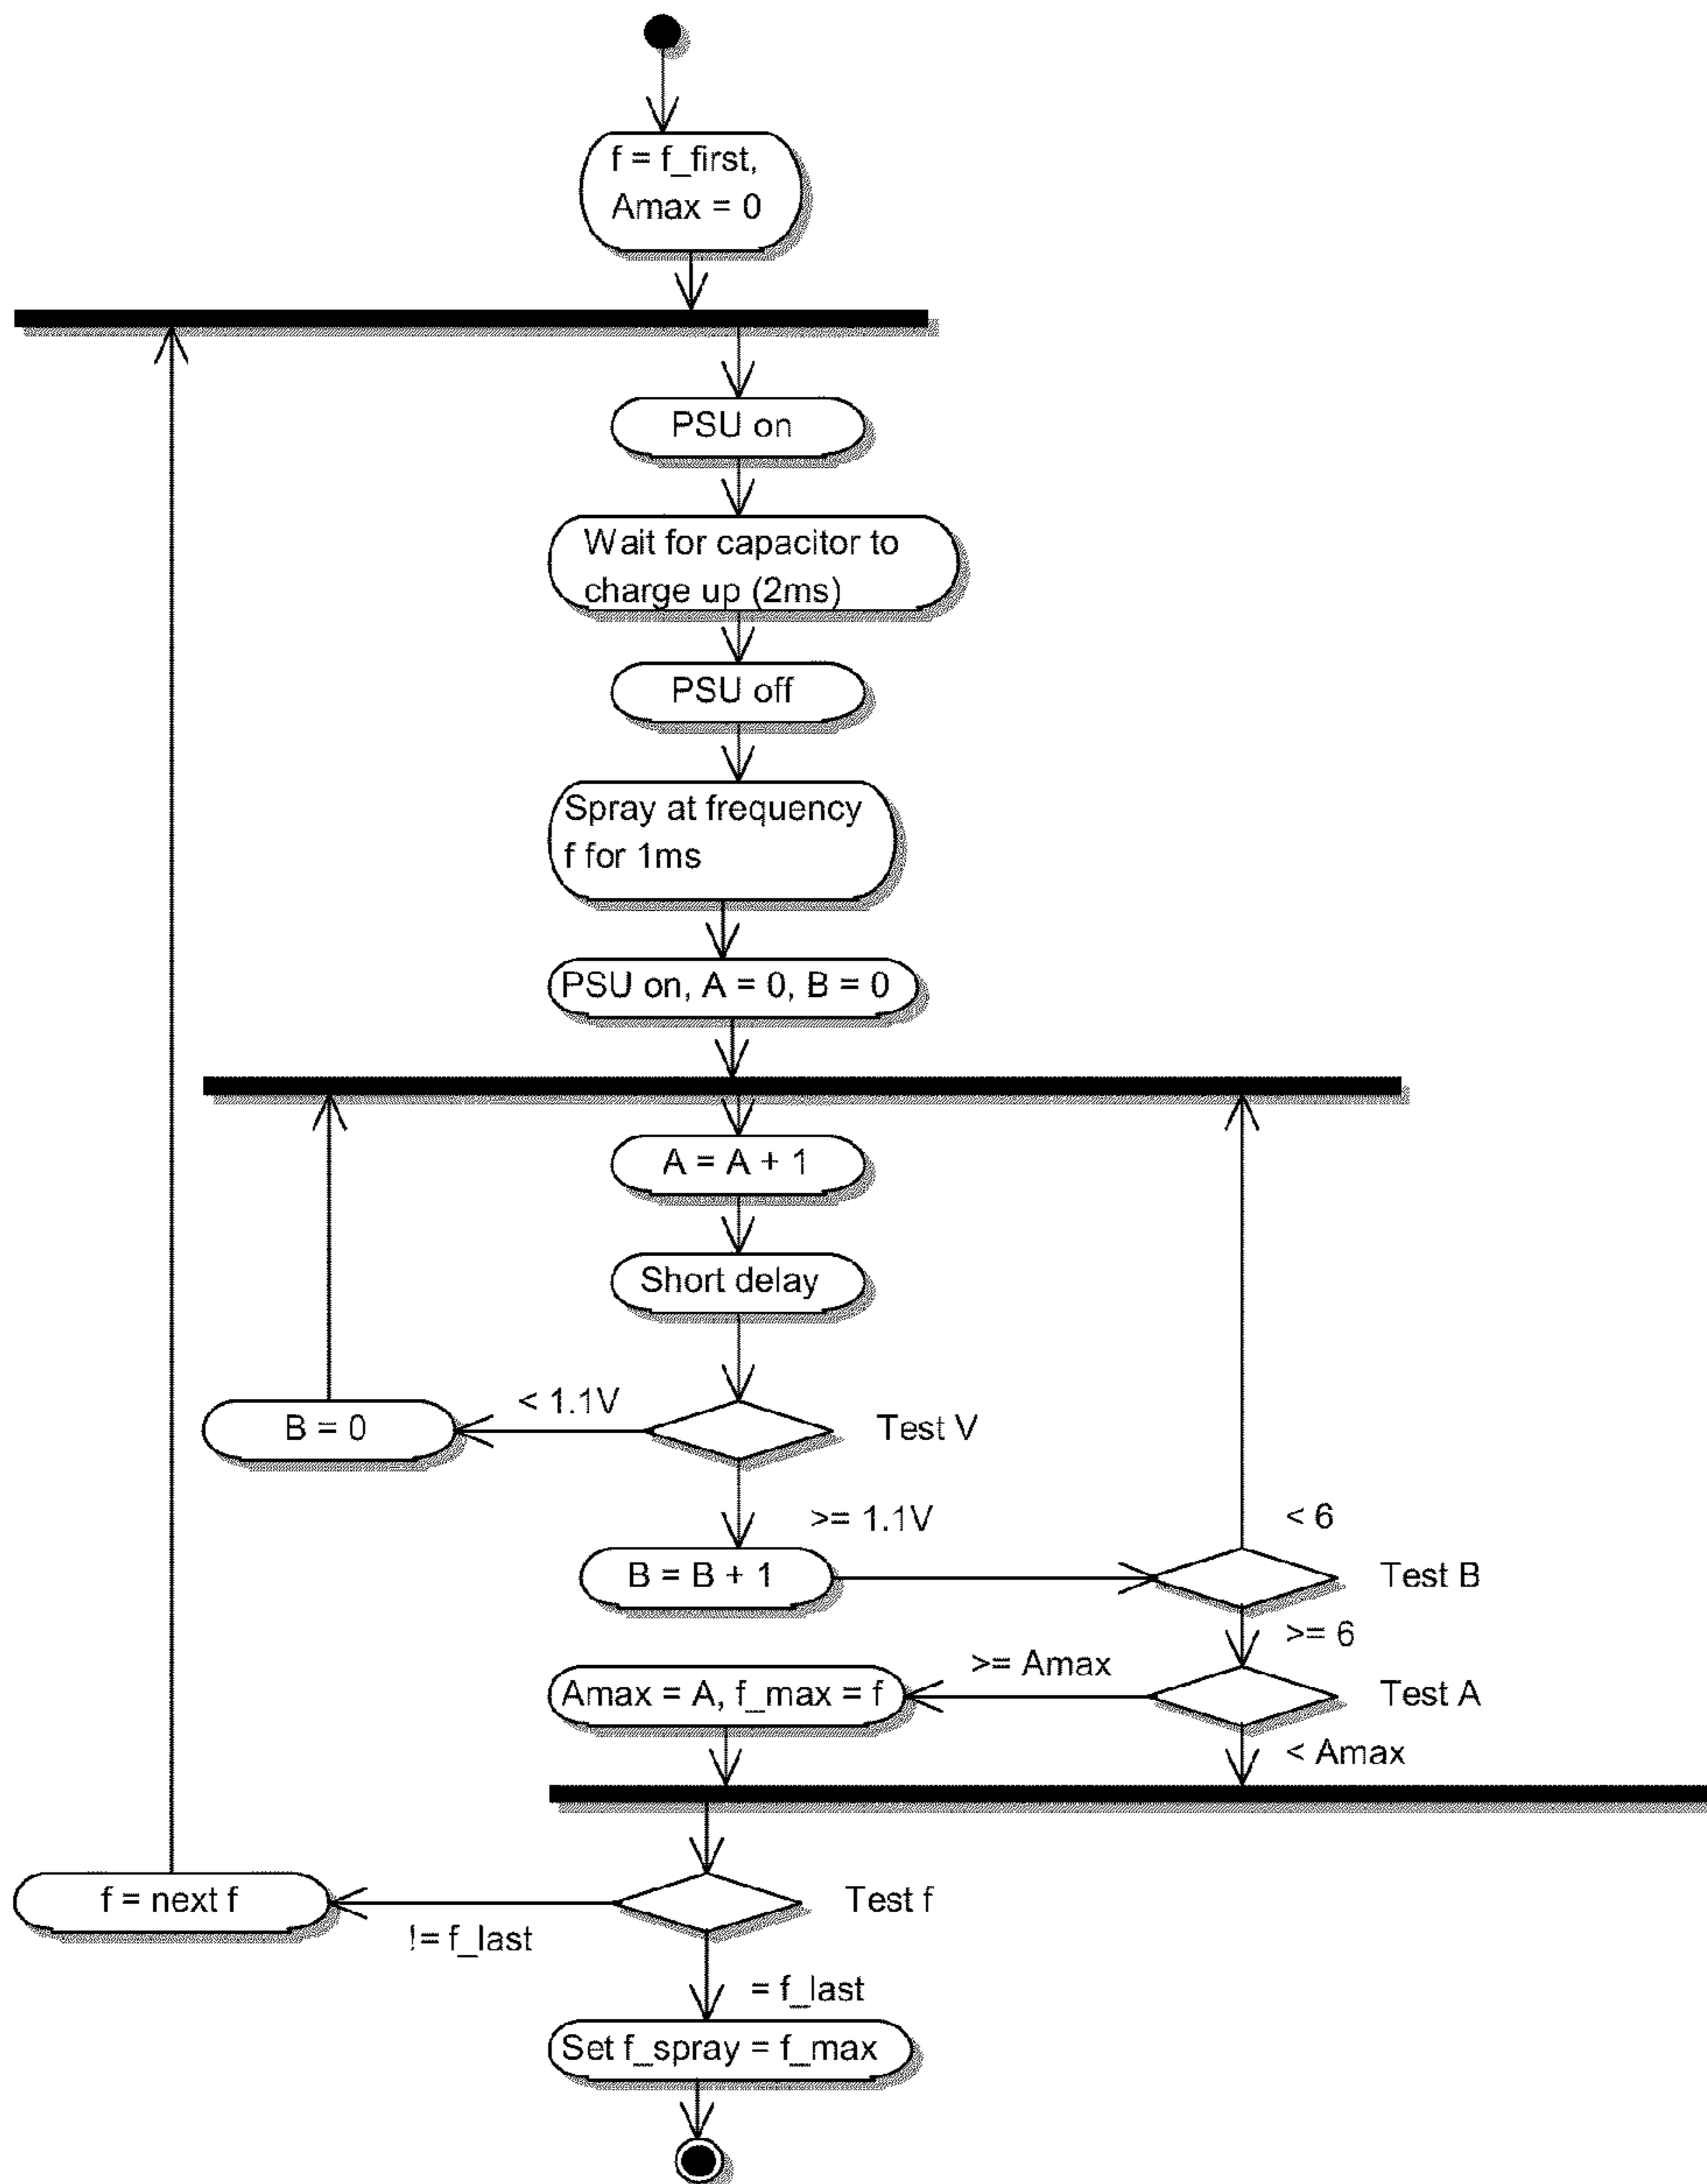 f = f_first,
Amax = 0
PSU on
Wait for capacitor to
charge up (2ms)
PSU off
Spray at frequency
f for 1ms
PSU on, A = 0, B = 0
A = A + 1
Short delay
< 1.1V
B = 0
Test V
>= 1.1V
< 6
B = B + 1
Test B
>= 6
>= Amax
Amax = A, f_max = f
Test A
< Amax
f = next f
Test f
!= f_last
= f_last
Set f_spray = f_max